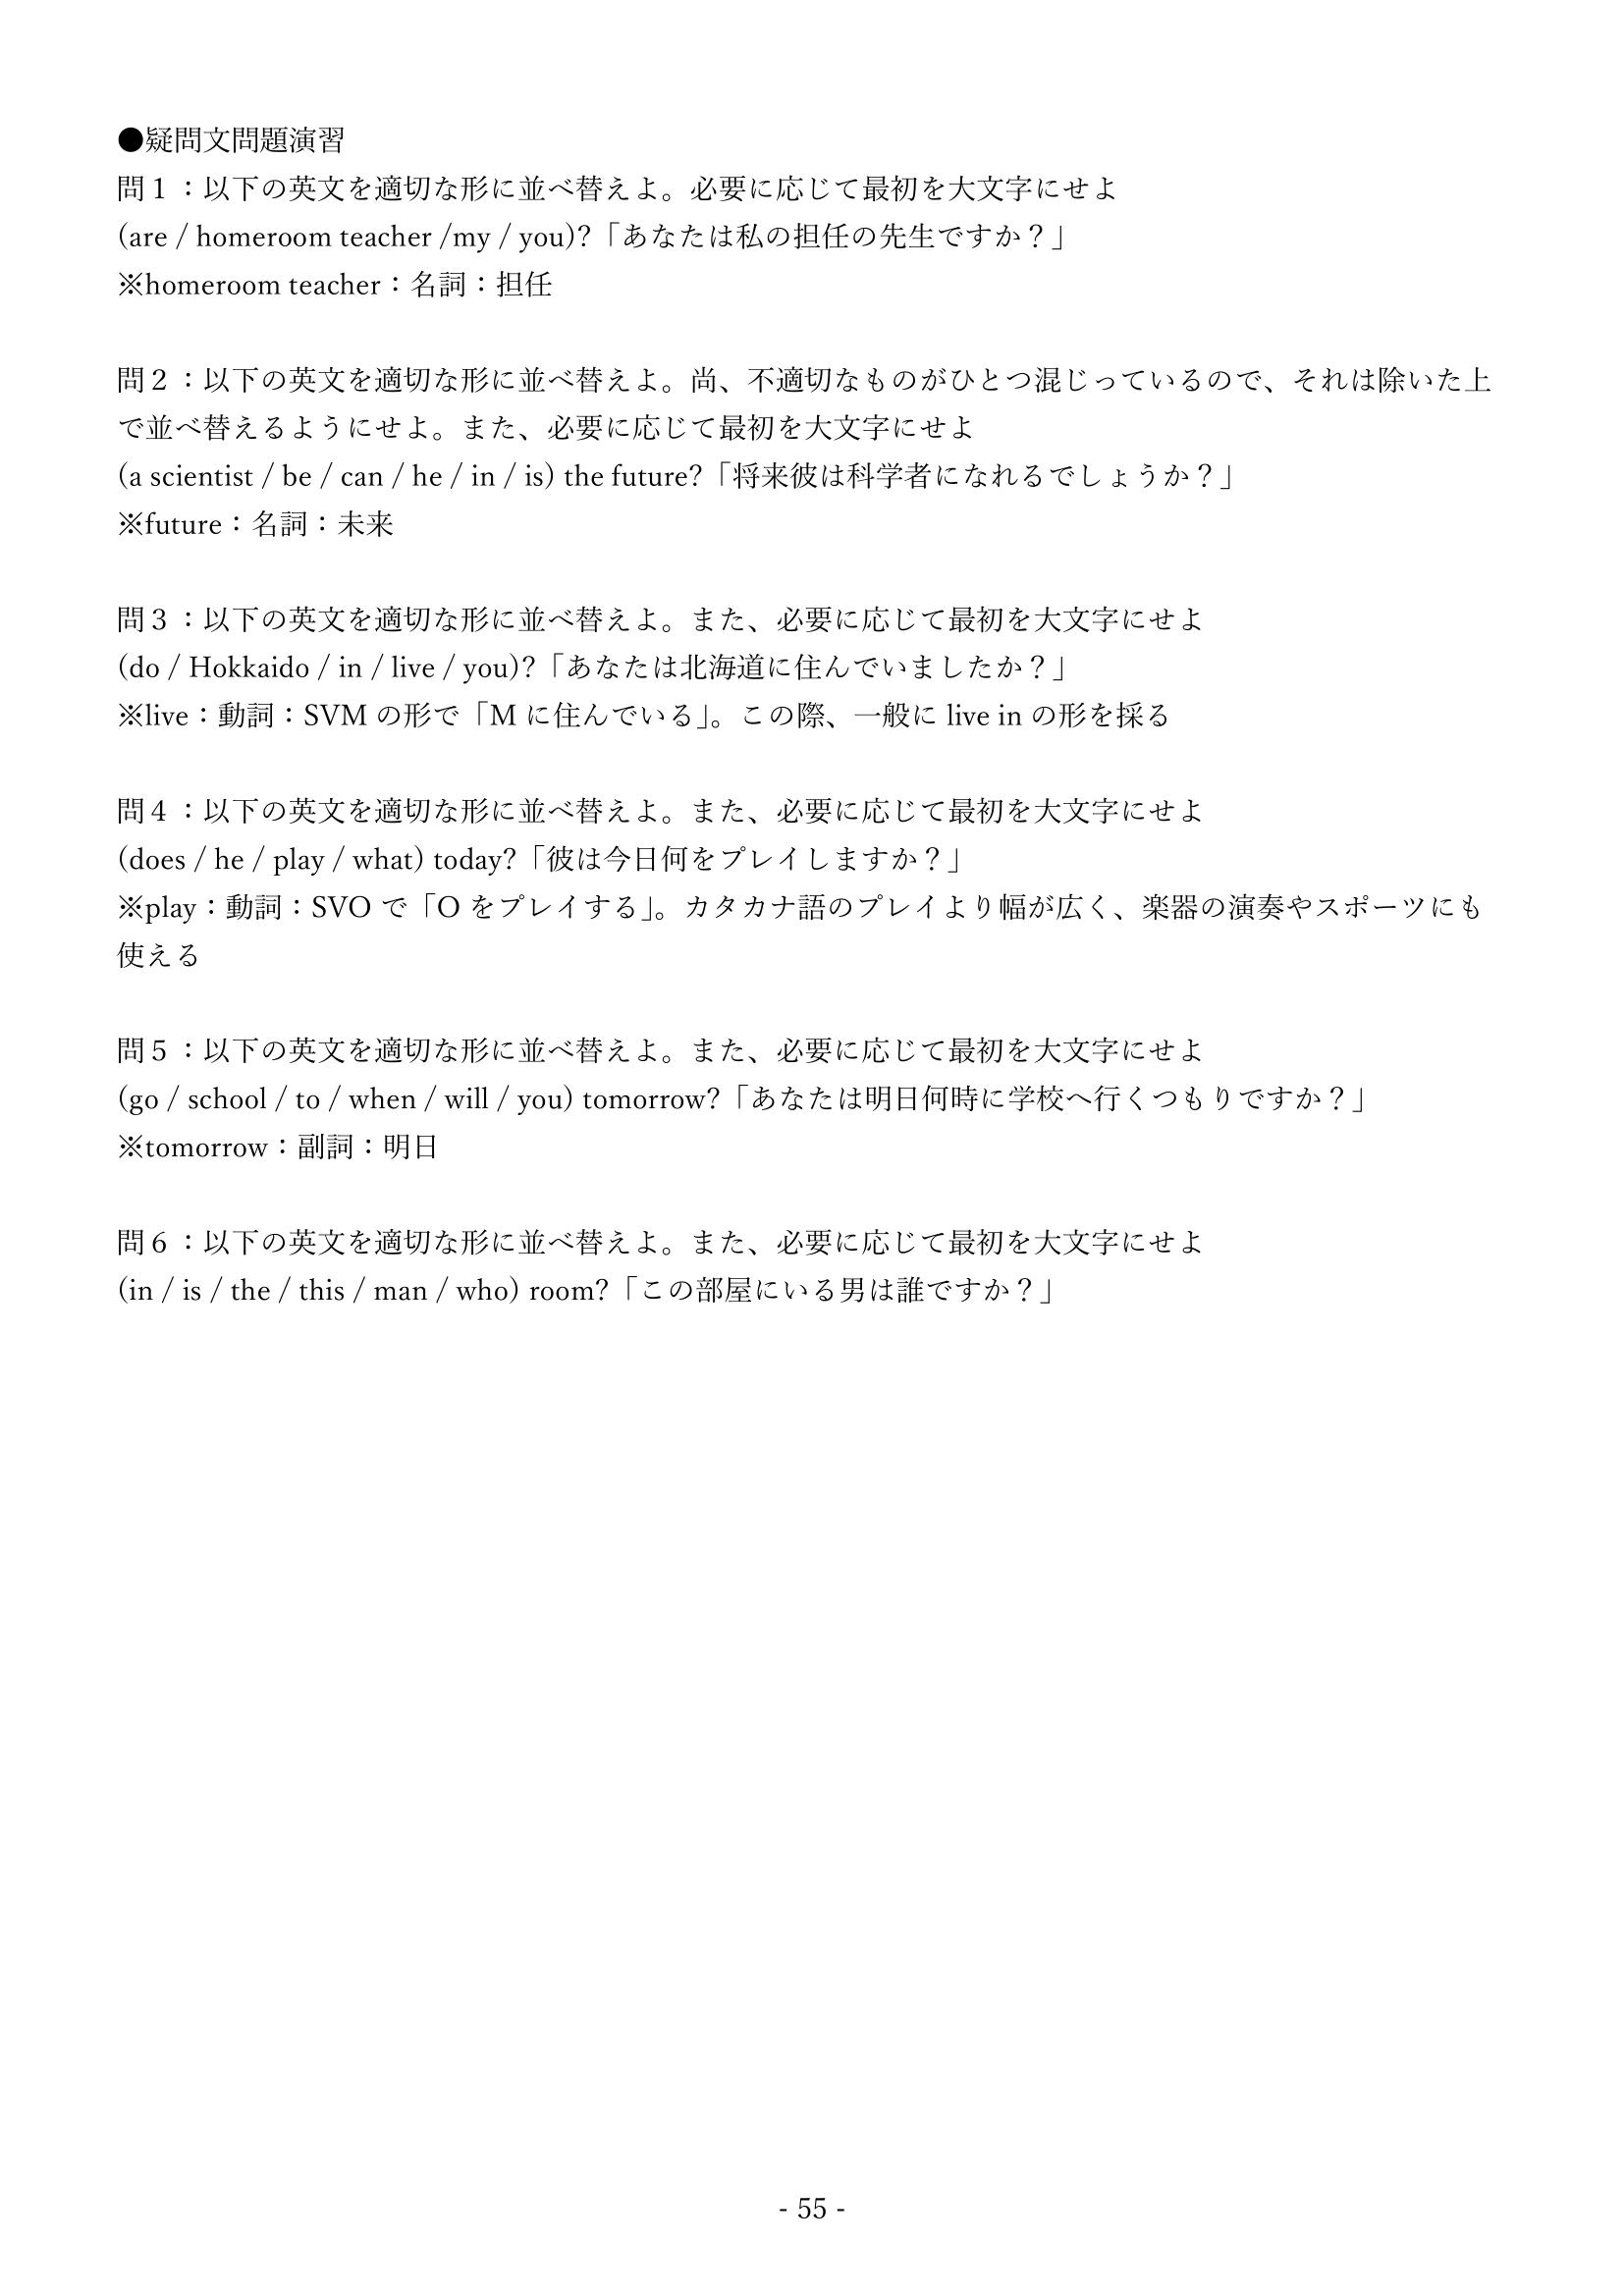 ●疑問文問題演習
問１：以下の英文を適切な形に並べ替えよ。必要に応じて最初を大文字にせよ
(are / homeroom teacher /my / you)?「あなたは私の担任の先生ですか？」
※homeroom teacher：名詞：担任
問２：以下の英文を適切な形に並べ替えよ。尚、不適切なものがひとつ混じっているので、それは除いた上
で並べ替えるようにせよ。また、必要に応じて最初を大文字にせよ
(a scientist / be / can / he / in / is) the future?「将来彼は科学者になれるでしょうか？」
※future：名詞：未来
問３：以下の英文を適切な形に並べ替えよ。また、必要に応じて最初を大文字にせよ
(do / Hokkaido / in / live / you)?「あなたは北海道に住んでいましたか？」
※live：動詞：SVM の形で「M に住んでいる」。この際、一般に live in の形を採る
問４：以下の英文を適切な形に並べ替えよ。また、必要に応じて最初を大文字にせよ
(does / he / play / what) today?「彼は今日何をプレイしますか？」
※play：動詞：SVO で「O をプレイする」。カタカナ語のプレイより幅が広く、楽器の演奏やスポーツにも
使える
問５：以下の英文を適切な形に並べ替えよ。また、必要に応じて最初を大文字にせよ
(go / school / to / when / will / you) tomorrow?「あなたは明日何時に学校へ行くつもりですか？」
※tomorrow：副詞：明日
問６：以下の英文を適切な形に並べ替えよ。また、必要に応じて最初を大文字にせよ
(in / is / the / this / man / who) room?「この部屋にいる男は誰ですか？」
- 55 -